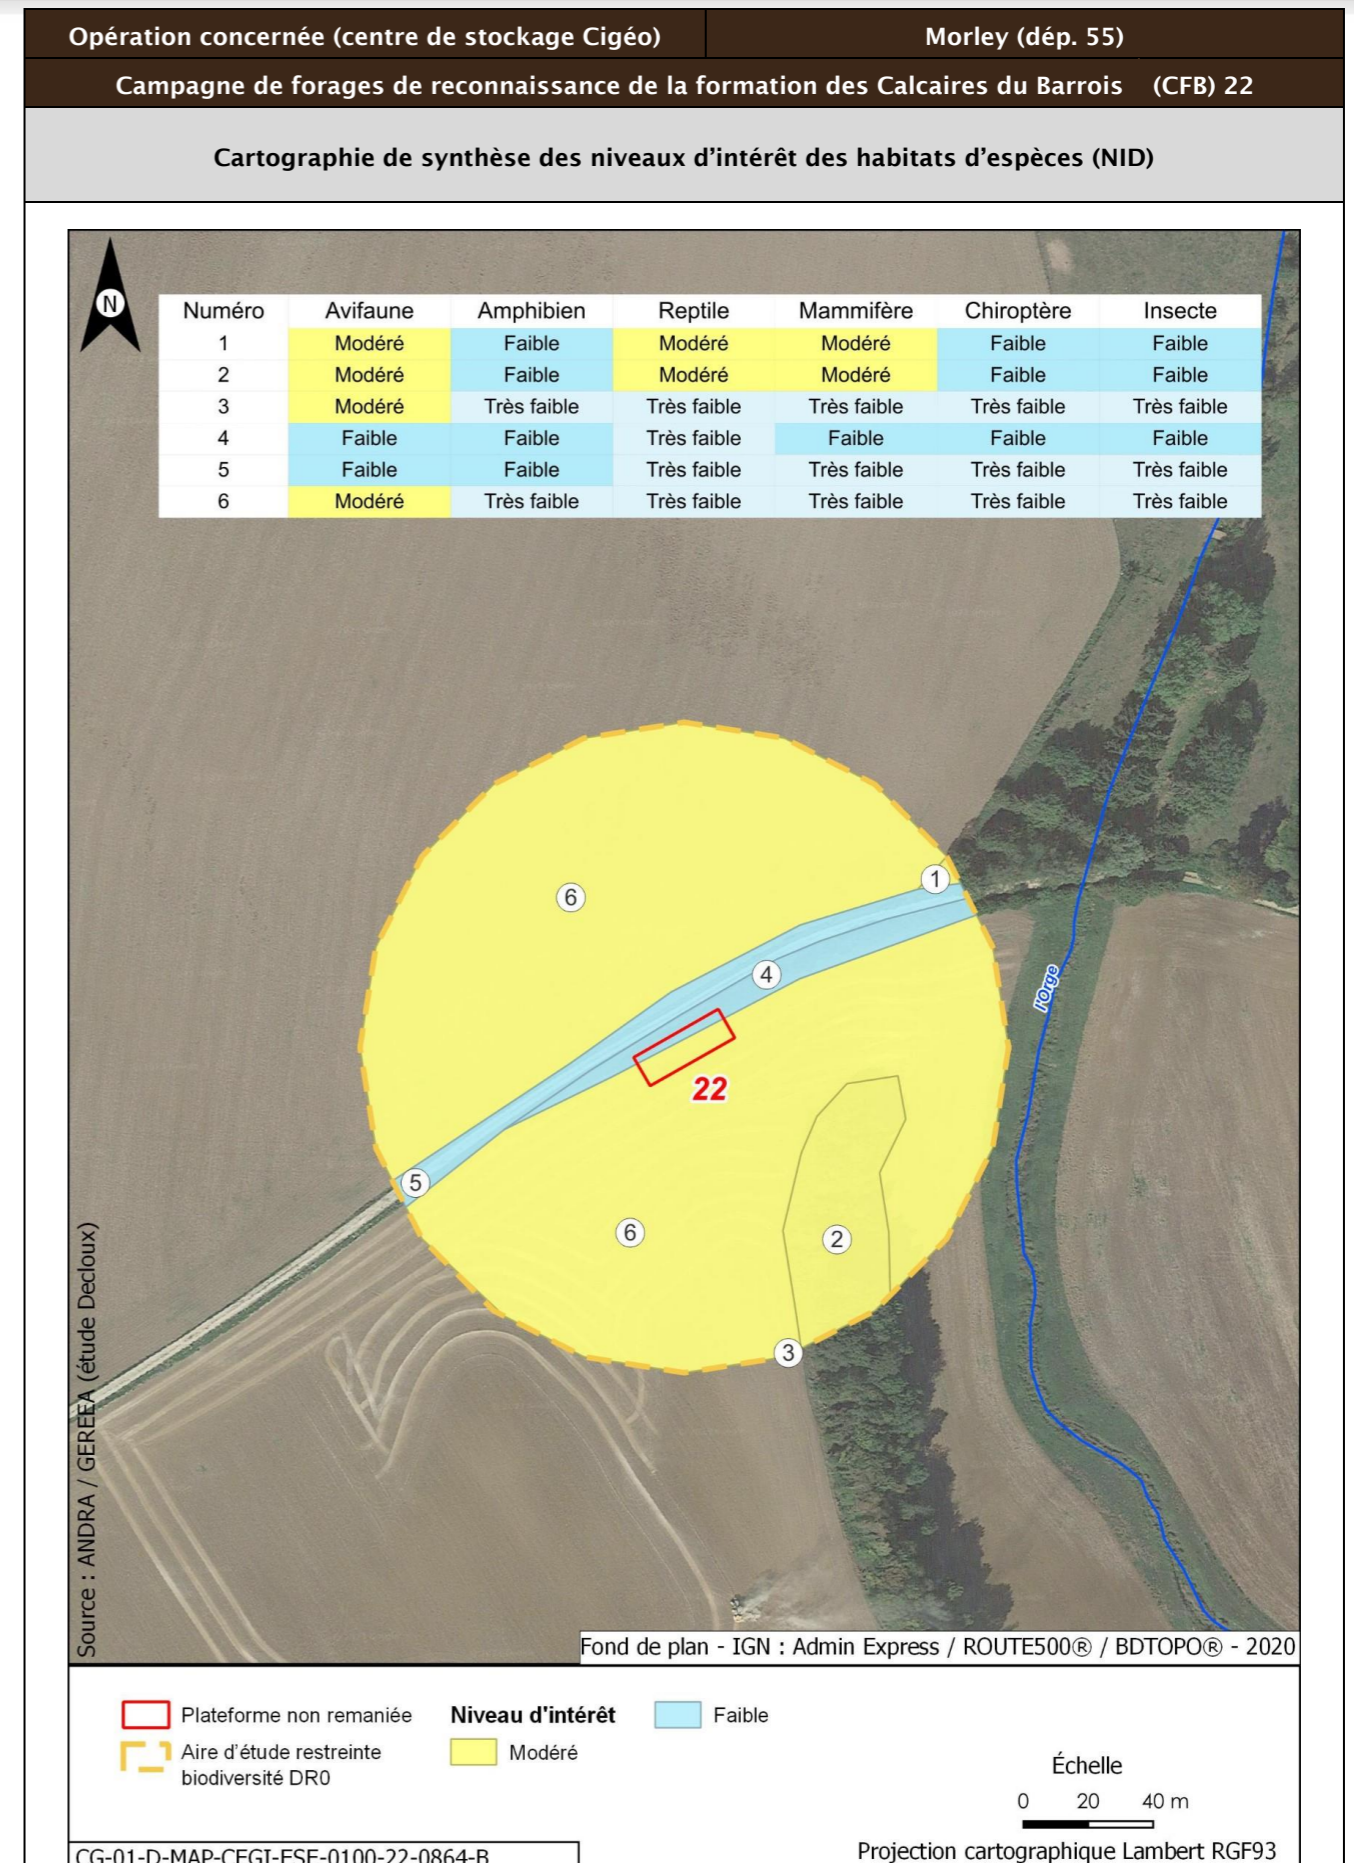 Opération concernée (centre de stockage Cigéo) Morley (dép. 55)
Campagne de forages de reconnaissance de la formation des Calcaires du Barrois (CFB) 22
Cartographie de synthèse des niveaux d'intérêt des habitats d'espèces (NID)
N
Numéro Avifaune Amphibien Reptile Mammifère Chiroptère Insecte
1 Modéré Faible Modéré Modéré Faible Faible
2 Modéré Faible Modéré Modéré Faible Faible
3 Modéré Très faible Très faible Très faible Très faible Très faible
4 Faible Faible Très faible Faible Faible Faible
5 Faible Faible Très faible Très faible Très faible Très faible
6 Modéré Très faible Très faible Très faible Très faible Très faible
1
6
4
l'Orge
22
5
6
2
3
Source : ANDRA / GEREEA (étude Decloux)
Fond de plan - IGN : Admin Express / ROUTE500® / BDTOPO® - 2020
Plateforme non remaniée
Aire d'étude restreinte
biodiversité DR0
Niveau d'intérêt
Modéré
Faible
Échelle
0 20 40 m
Projection cartographique Lambert RGF93
CG-01-D-MAP-CEGI-ESE-0100-22-0864-B